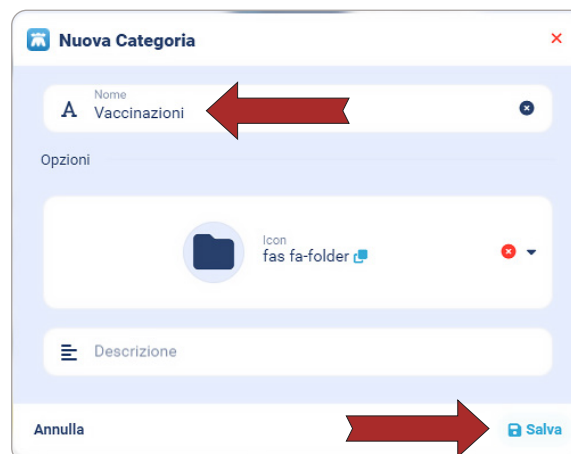 Nuova Categoria
Nome
Vaccinazioni
Opzioni
Icon
fas fa-folder
Descrizione
Annulla
Salva